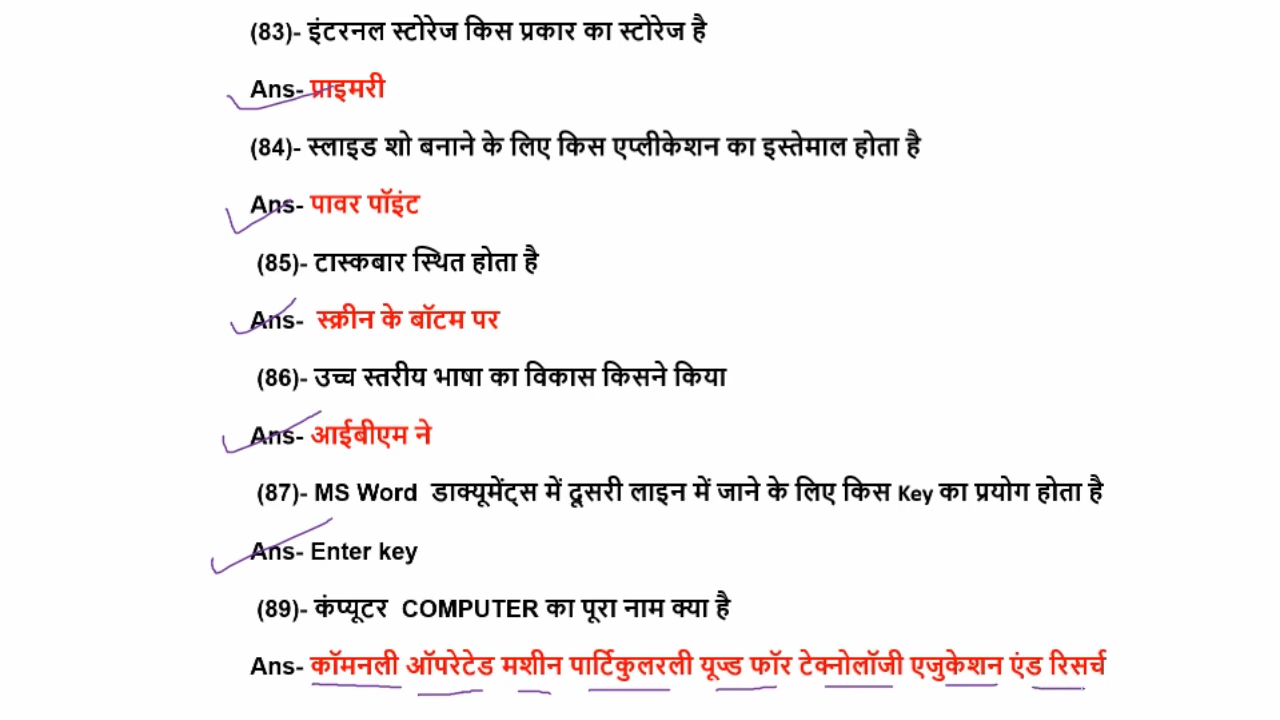 (83)- इंटरनल स्टोरेज किस प्रकार का स्टोरेज है
Ans- प्राइमरी
(84)- स्लाइड शो बनाने के लिए किस एप्लीकेशन का इस्तेमाल होता है
Ans- पावर पॉइंट
(85)- टास्कबार स्थित होता है
Ans- स्क्रीन के बॉटम पर
(86)- उच्च स्तरीय भाषा का विकास किसने किया
Ans- आईबीएम ने
(87)- MS Word डाक्यूमेंट्स में दूसरी लाइन में जाने के लिए किस Key का प्रयोग होता है
Ans- Enter key
(89)- कंप्यूटर COMPUTER का पूरा नाम क्या है
Ans- कॉमनली ऑपरेटेड मशीन पार्टिकुलरली यूज्ड फॉर टेक्नोलॉजी एजुकेशन एंड रिसर्च